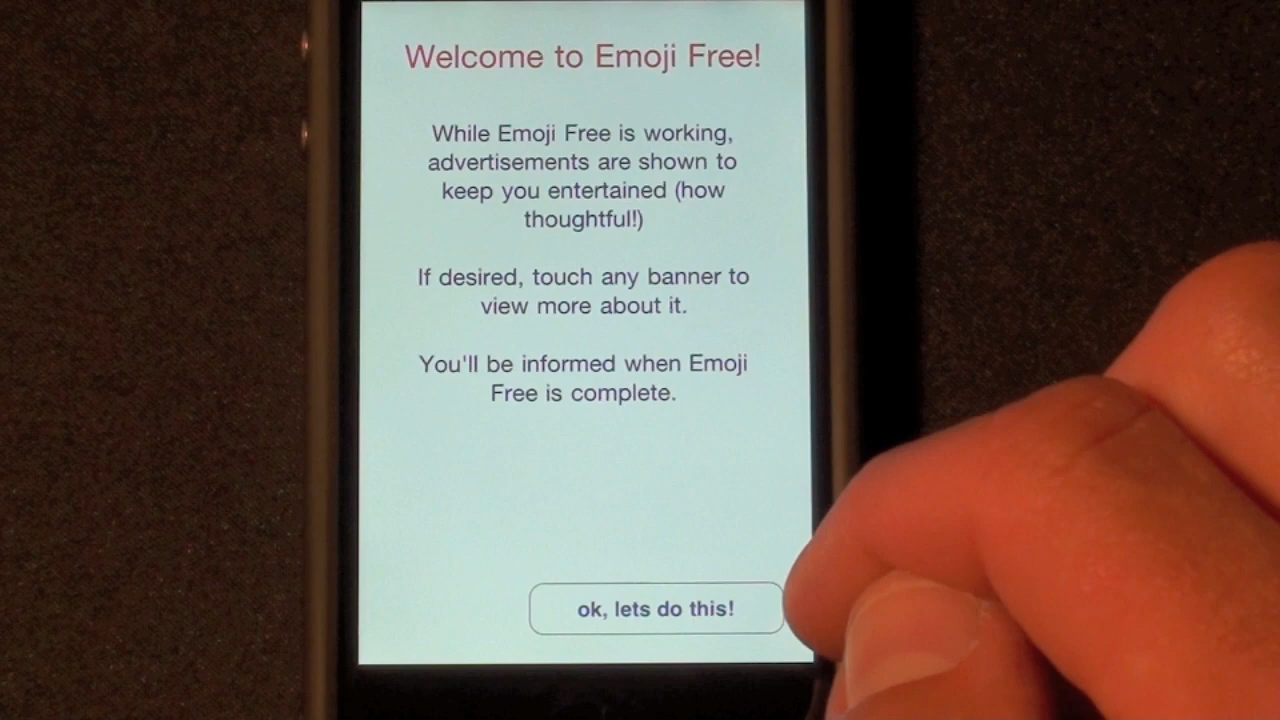 Welcome to Emoji Free!
While Emoji Free is working,
advertisements are shown to
keep you entertained (how
thoughtful!)
If desired, touch any banner to
view more about it.
You'll be informed when Emoji
Free is complete.
ok, lets do this!